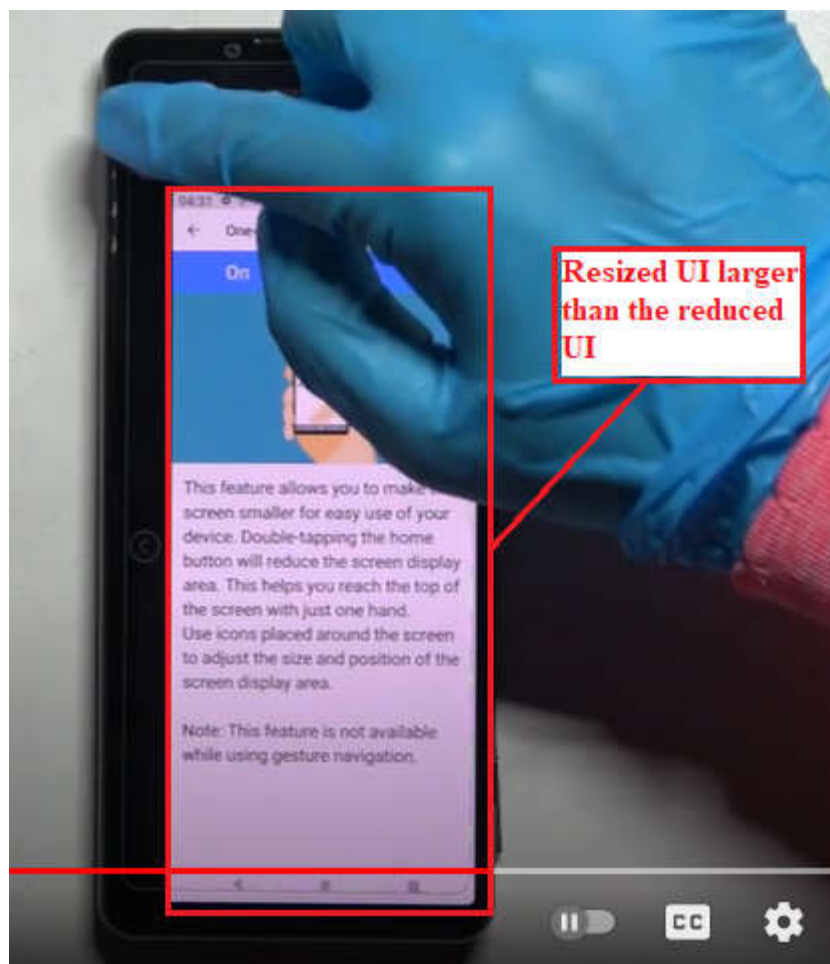 04:33
One-
On
Resized UI larger
than the reduced
UI
This feature allows you to make
screen smaller for easy use of your
device. Double-tapping the home
button will reduce the screen display
area. This helps you reach the top of
the screen with just one hand.
Use icons placed around the screen
to adjust the size and position of the
screen display area.
Note: This feature is not available
while using gesture navigation.
CC